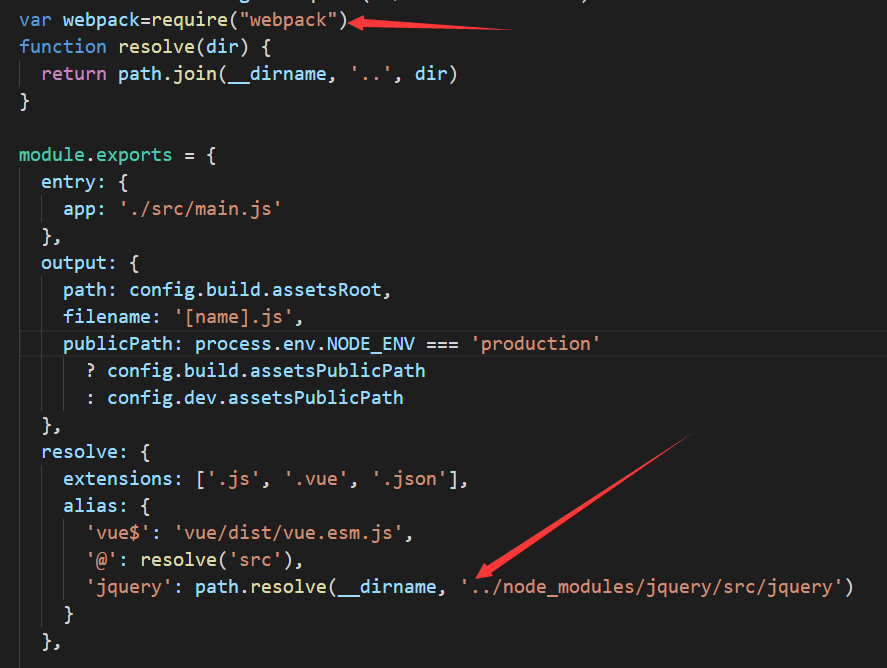 var webpack=require("webpack")
function resolve(dir) {
  return path.join(__dirname, '..', dir)
}

module.exports = {
  entry: {
    app: './src/main.js'
  },
  output: {
    path: config.build.assetsRoot,
    filename: '[name].js',
    publicPath: process.env.NODE_ENV === 'production'
      ? config.build.assetsPublicPath
      : config.dev.assetsPublicPath
  },
  resolve: {
    extensions: ['.js', '.vue', '.json'],
    alias: {
      'vue$': 'vue/dist/vue.esm.js',
      '@': resolve('src'),
      'jquery': path.resolve(__dirname, '../node_modules/jquery/src/jquery')
    }
  },